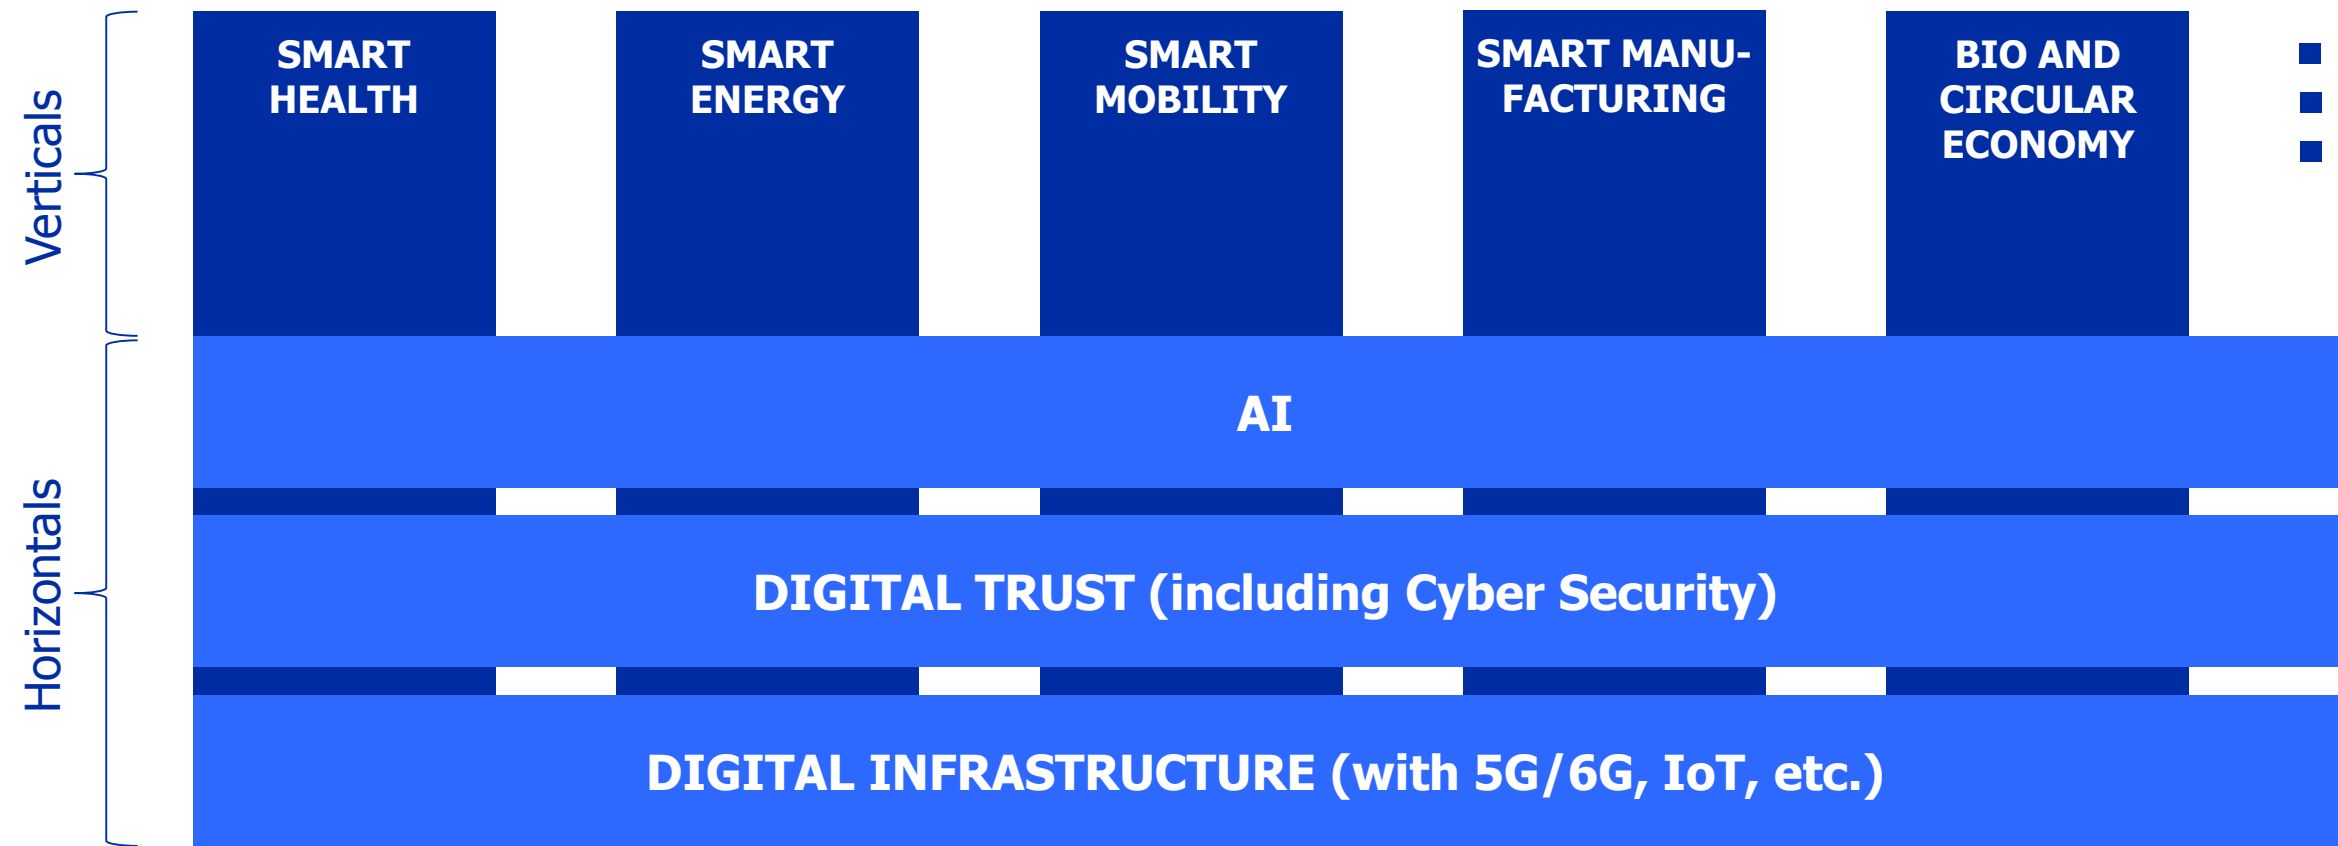 Verticals
SMART
HEALTH
SMART
ENERGY
SMART
MOBILITY
SMART MANU-
FACTURING
BIO AND
CIRCULAR
ECONOMY
Horizontals
AI
DIGITAL TRUST (including Cyber Security)
DIGITAL INFRASTRUCTURE (with 5G/6G, IoT, etc.)